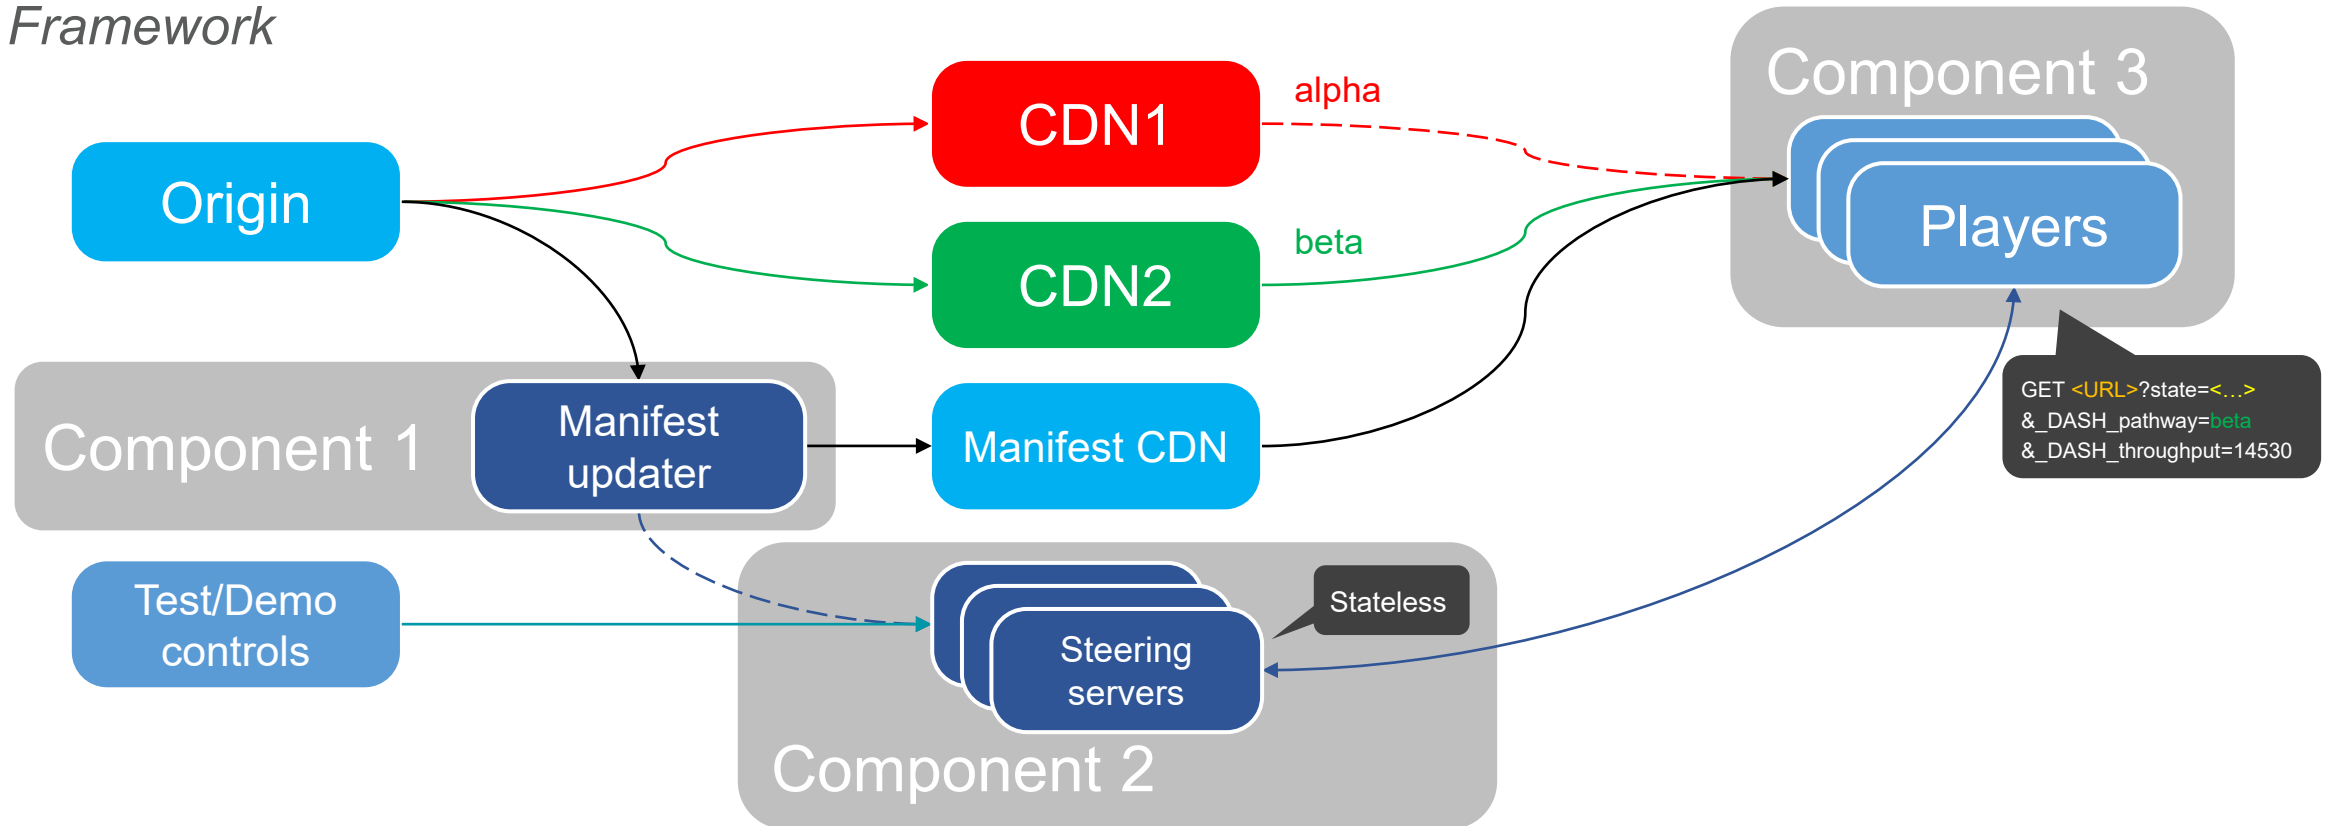 Framework
Origin
CDN1
alpha
CDN2
beta
Component 3
Players
Component 1
Manifest
updater
Manifest CDN
GET <URL>?state=<...>
&_DASH_pathway=beta
&_DASH_throughput=14530
Test/Demo
controls
Stateless
Steering
servers
Component 2